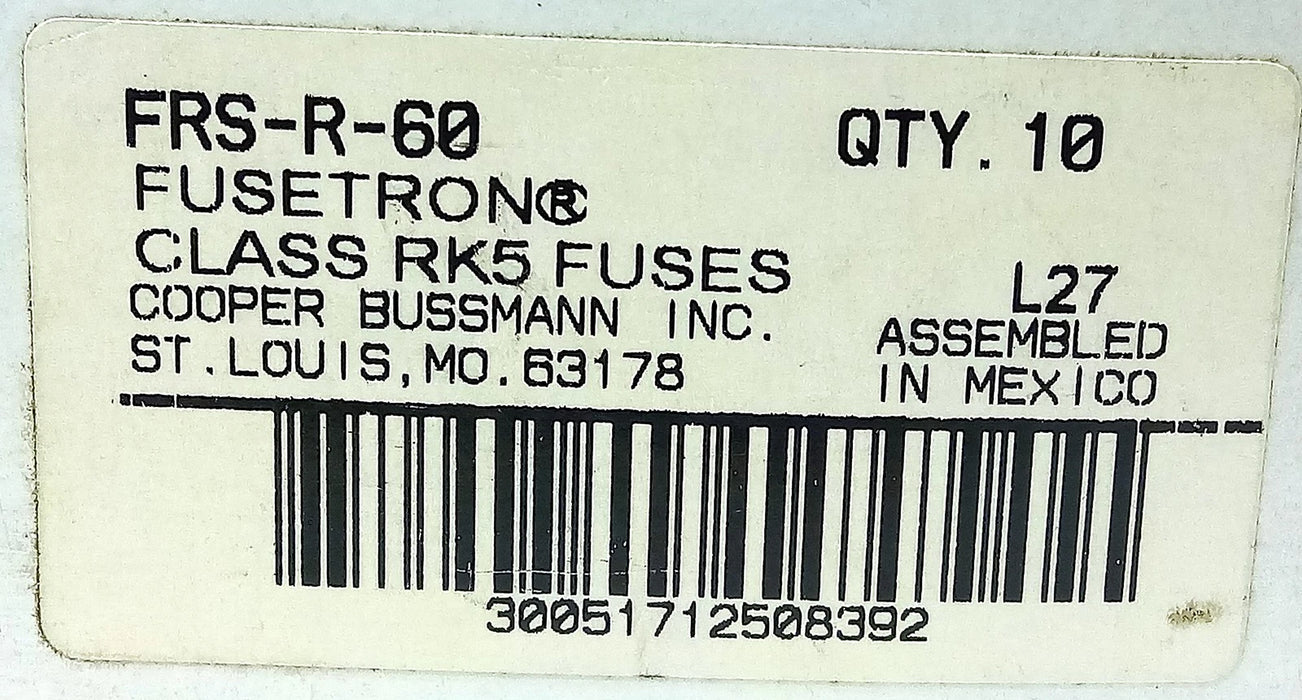 FRS-R-60
QTY. 10
FUSETRON®
CLASS RK5 FUSES
COOPER BUSSMANN INC.
ST.LOUIS,MO.63178
L27
ASSEMBLED
IN MEXICO
30051712508392